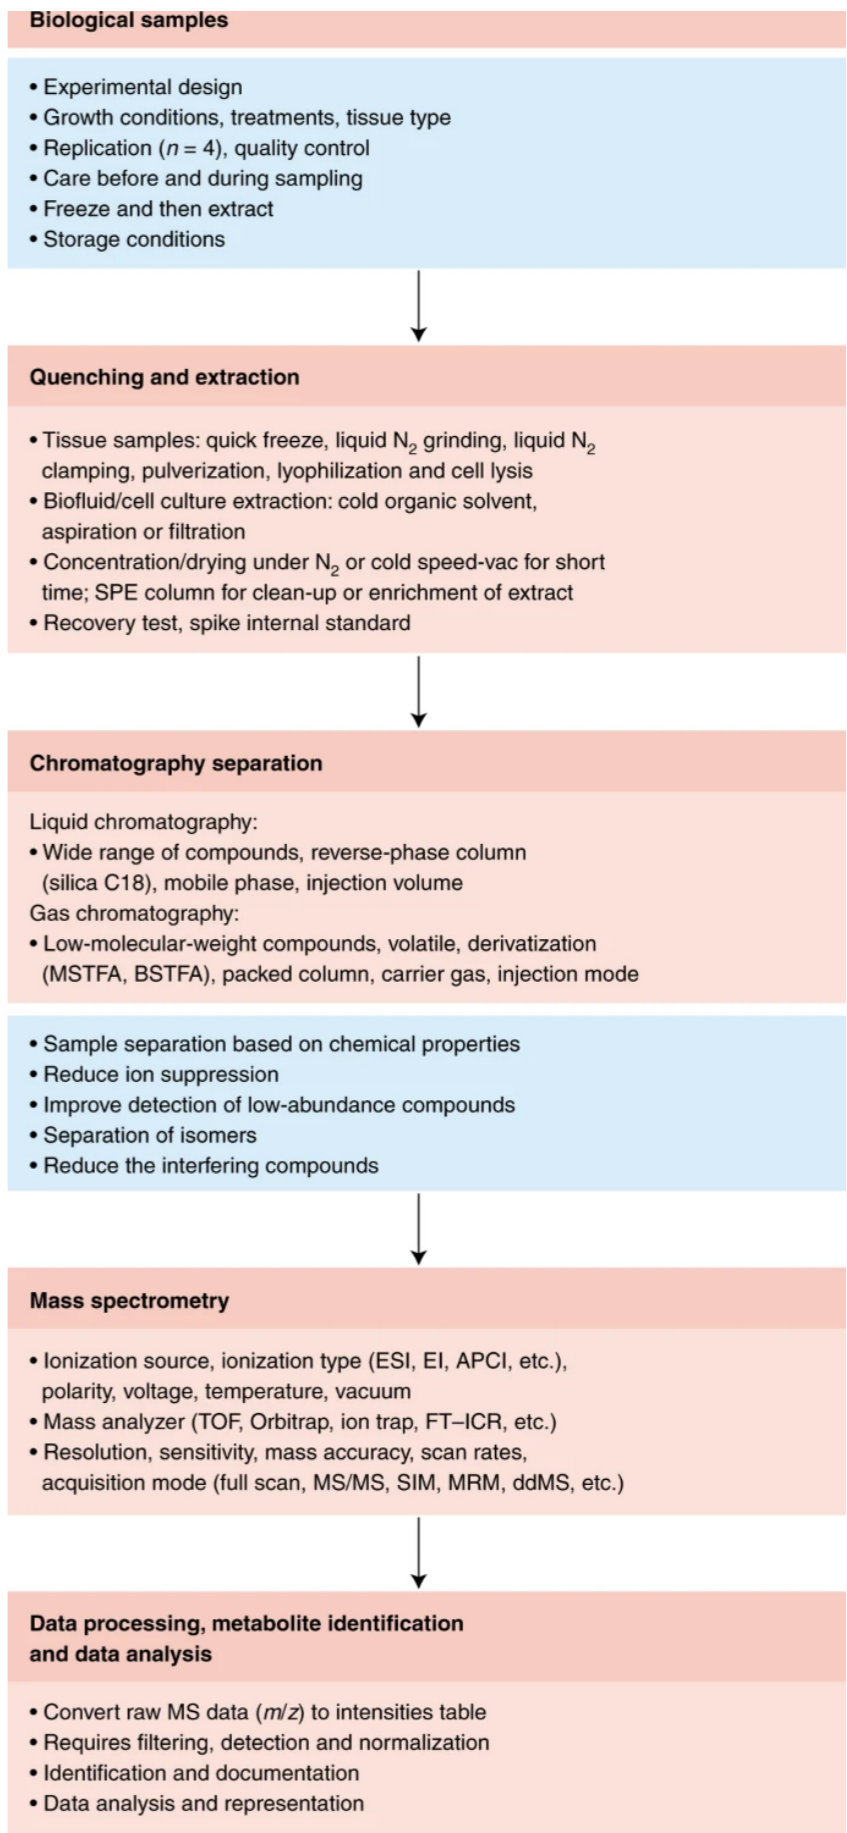 Biological samples
• Experimental design
• Growth conditions, treatments, tissue type
• Replication (n = 4), quality control
• Care before and during sampling
• Freeze and then extract
• Storage conditions
Quenching and extraction
• Tissue samples: quick freeze, liquid N₂ grinding, liquid N₂
clamping, pulverization, lyophilization and cell lysis
• Biofluid/cell culture extraction: cold organic solvent,
aspiration or filtration
• Concentration/drying under N₂ or cold speed-vac for short
time; SPE column for clean-up or enrichment of extract
• Recovery test, spike internal standard
Chromatography separation
Liquid chromatography:
• Wide range of compounds, reverse-phase column
(silica C18), mobile phase, injection volume
Gas chromatography:
• Low-molecular-weight compounds, volatile, derivatization
(MSTFA, BSTFA), packed column, carrier gas, injection mode
• Sample separation based on chemical properties
• Reduce ion suppression
• Improve detection of low-abundance compounds
• Separation of isomers
• Reduce the interfering compounds
Mass spectrometry
• Ionization source, ionization type (ESI, EI, APCI, etc.),
polarity, voltage, temperature, vacuum
• Mass analyzer (TOF, Orbitrap, ion trap, FT–ICR, etc.)
• Resolution, sensitivity, mass accuracy, scan rates,
acquisition mode (full scan, MS/MS, SIM, MRM, ddMS, etc.)
Data processing, metabolite identification
and data analysis
• Convert raw MS data (m/z) to intensities table
• Requires filtering, detection and normalization
• Identification and documentation
• Data analysis and representation